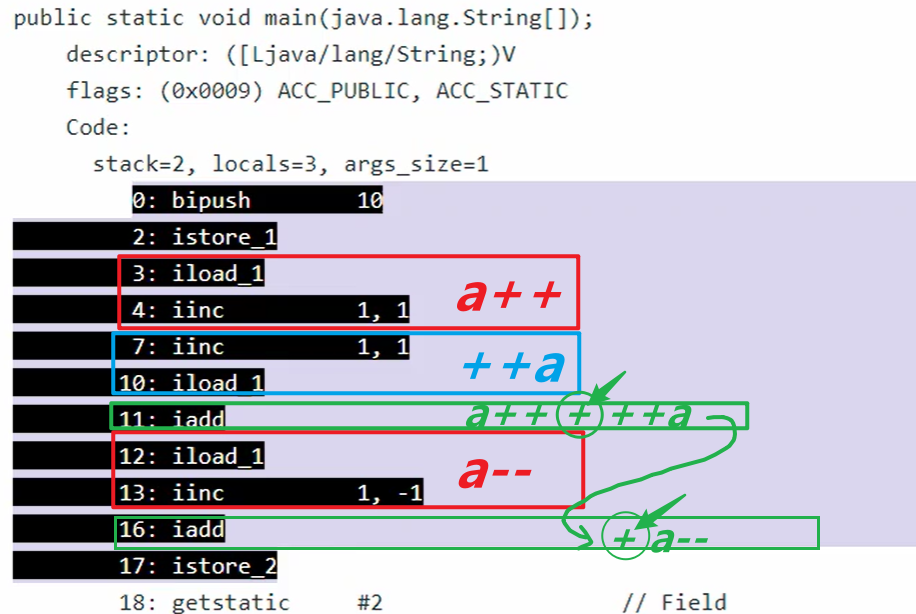 public static void main(java.lang.String[]);
descriptor: ([Ljava/lang/String;)V
flags: (0x0009) ACC_PUBLIC, ACC_STATIC
Code:
stack=2, locals=3, args_size=1
0: bipush 10
2: istore_1
3: iload_1
a++
4: iinc 1, 1
7: iinc 1, 1
++a
10: iload_1
11: iadd a++ + ++a
12: iload_1
a--
13: iinc 1, -1
16: iadd + a--
17: istore_2
18: getstatic #2 // Field